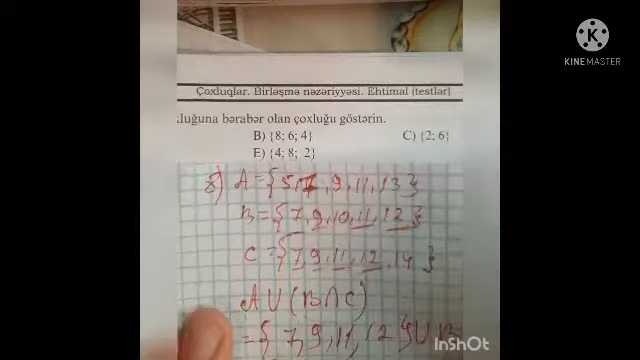 KINEMASTER
Çoxluqlar. Birləşmə nəzəriyyəsi. Ehtimal (testlər)
luğuna bərabər olan çoxluğu göstərin.
B) {8; 6; 4} C) {2; 6}
E) {4; 8; 2}
8) A={5,7,9,11,13}
B={7,9,10,11,12}
C={7,9,11,12,14}
A∪(B∩C)
={7,9,11,12}∪
InShOt